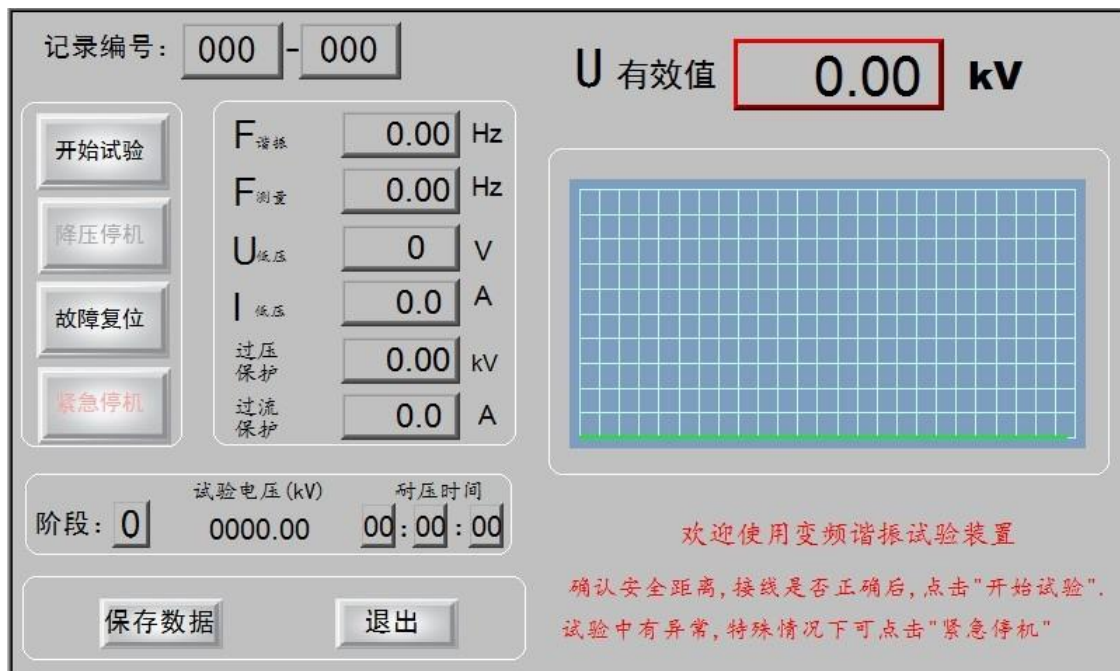 记录编号: 000 - 000
U 有效值 0.00 kV
开始试验
降压停机
故障复位
紧急停机
F谐振 0.00 Hz
F测量 0.00 Hz
U低压 0 V
I 低压 0.0 A
过压
保护 0.00 kV
过流
保护 0.0 A
试验电压(kV) 耐压时间
阶段: 0 0000.00 00:00:00
保存数据 退出
欢迎使用变频谐振试验装置
确认安全距离,接线是否正确后,点击"开始试验".
试验中有异常,特殊情况下可点击"紧急停机"